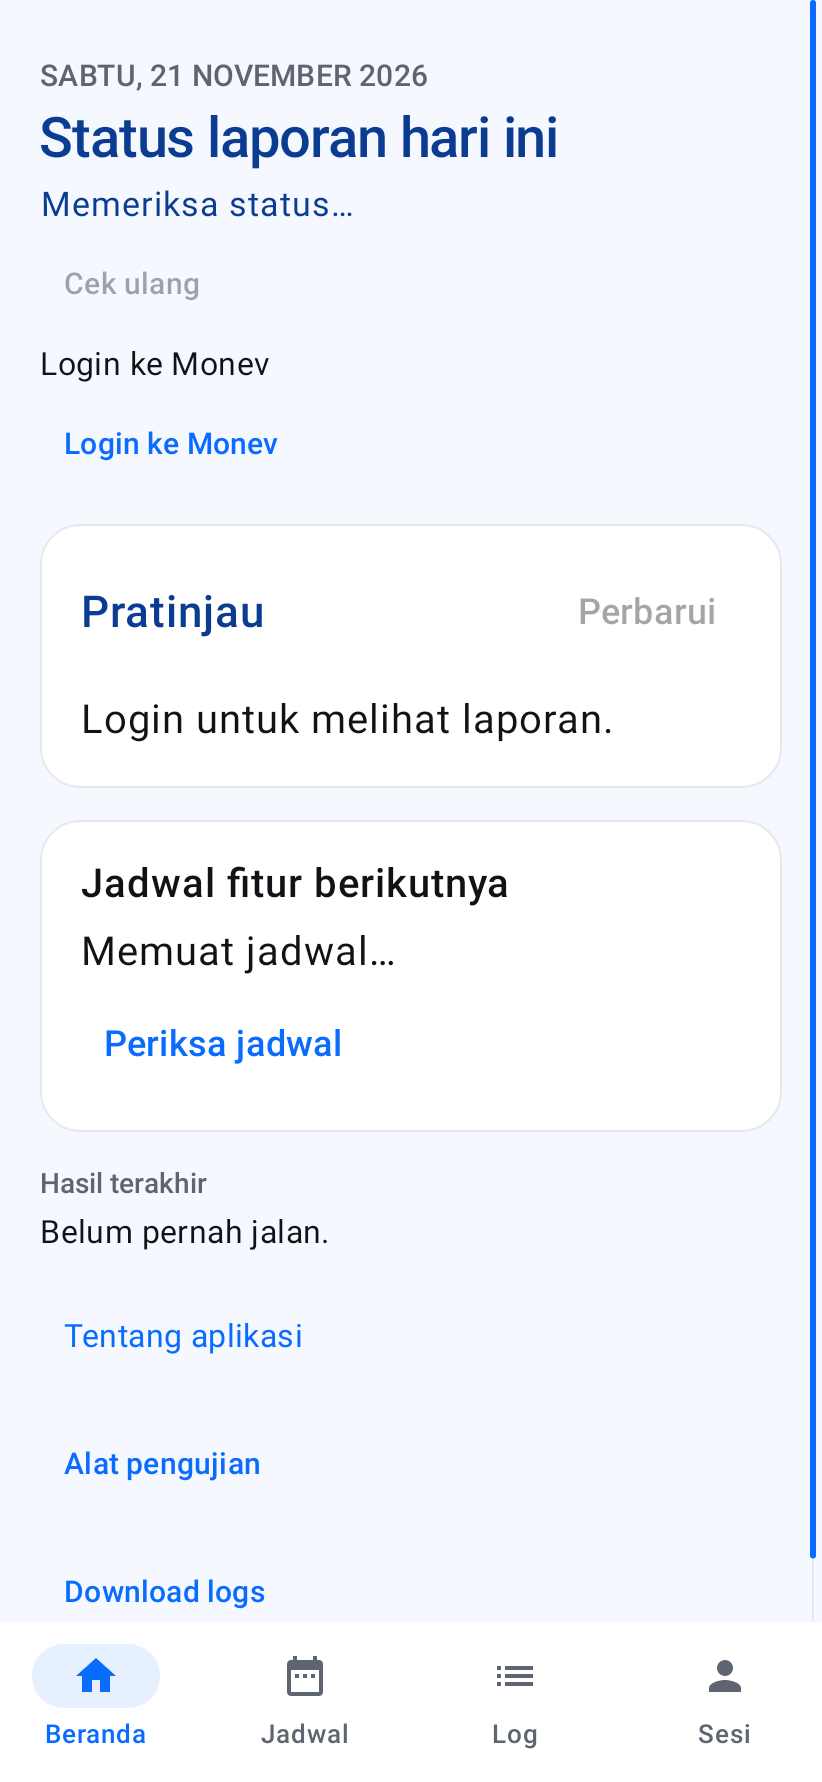 SABTU, 21 NOVEMBER 2026
Status laporan hari ini
Memeriksa status…
Cek ulang
Login ke Monev
Login ke Monev
Pratinjau
Perbarui
Login untuk melihat laporan.
Jadwal fitur berikutnya
Memuat jadwal…
Periksa jadwal
Hasil terakhir
Belum pernah jalan.
Tentang aplikasi
Alat pengujian
Download logs
Beranda
Jadwal
Log
Sesi